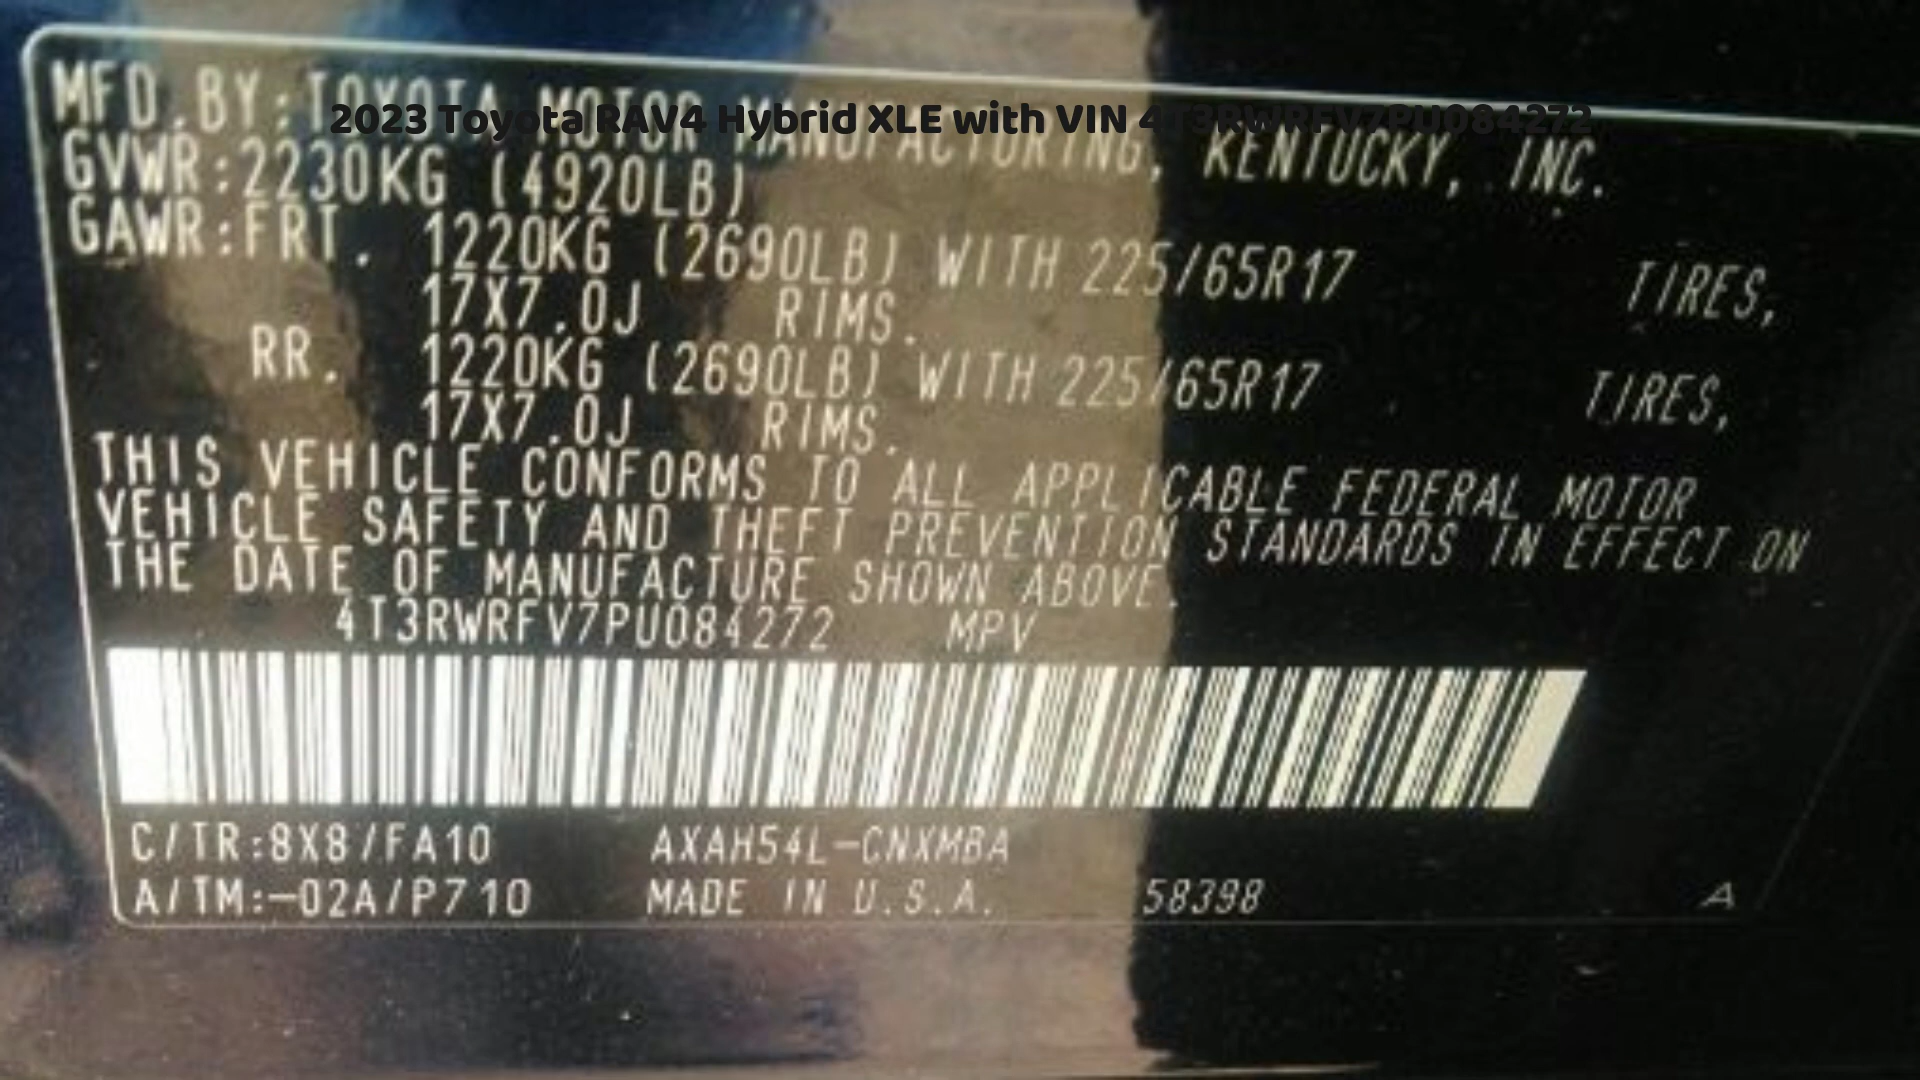 2023 Toyota RAV4 Hybrid XLE with VIN 4T3RWRFV7PU084272
MFD.BY:TOYOTA MOTOR MANUFACTURING, KENTUCKY, INC.
GVWR:2230KG (4920LB)
GAWR:FRT. 1220KG (2690LB) WITH 225/65R17 TIRES,
17X7.0J RIMS.
RR. 1220KG (2690LB) WITH 225/65R17 TIRES,
17X7.0J RIMS.
THIS VEHICLE CONFORMS TO ALL APPLICABLE FEDERAL MOTOR
VEHICLE SAFETY AND THEFT PREVENTION STANDARDS IN EFFECT ON
THE DATE OF MANUFACTURE SHOWN ABOVE.
4T3RWRFV7PU084272 MPV
C/TR:8X8/FA10 AXAH54L-CNXMBA
A/TM:-02A/P710 MADE IN U.S.A. 58398 A